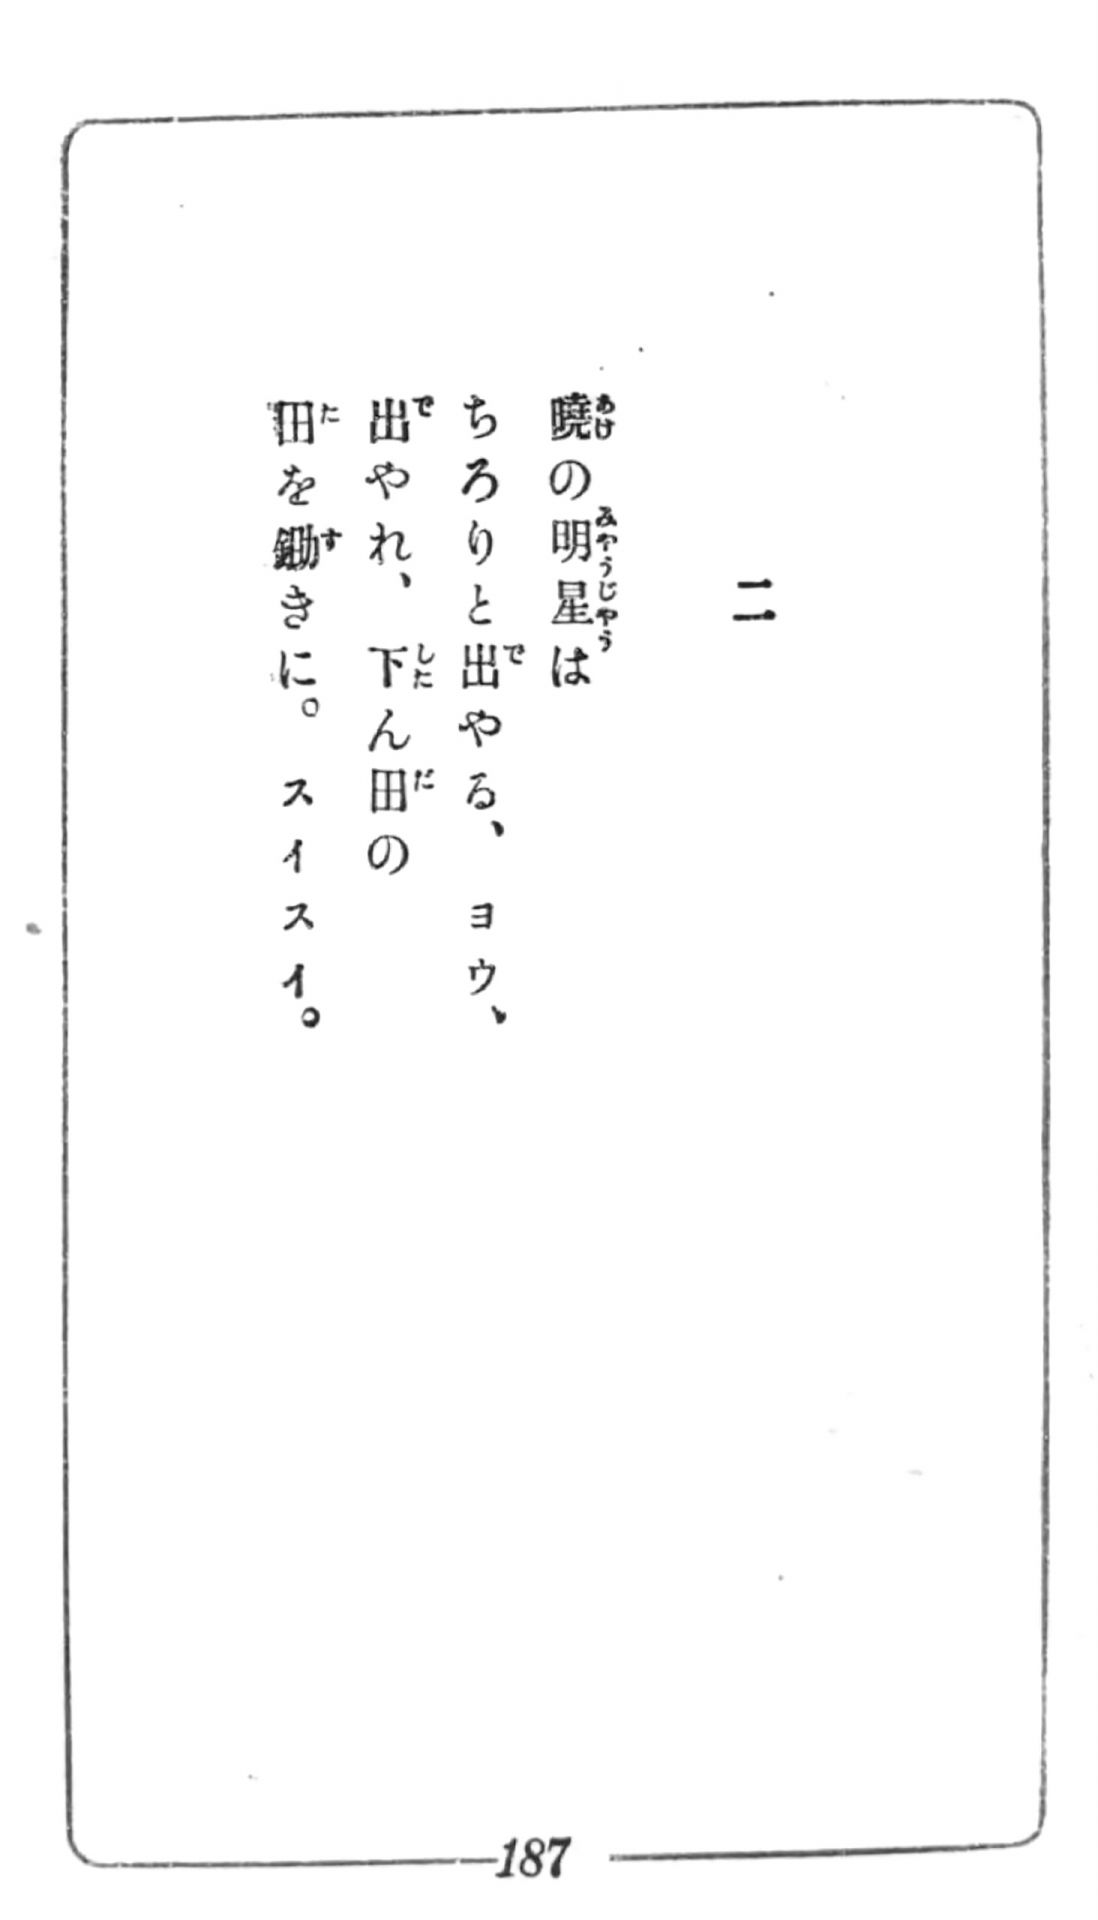 二
曉の明星は
ちろりと出やる、ヨウ、
出やれ、下ん田の
田を鋤きに。スイスイ。
187